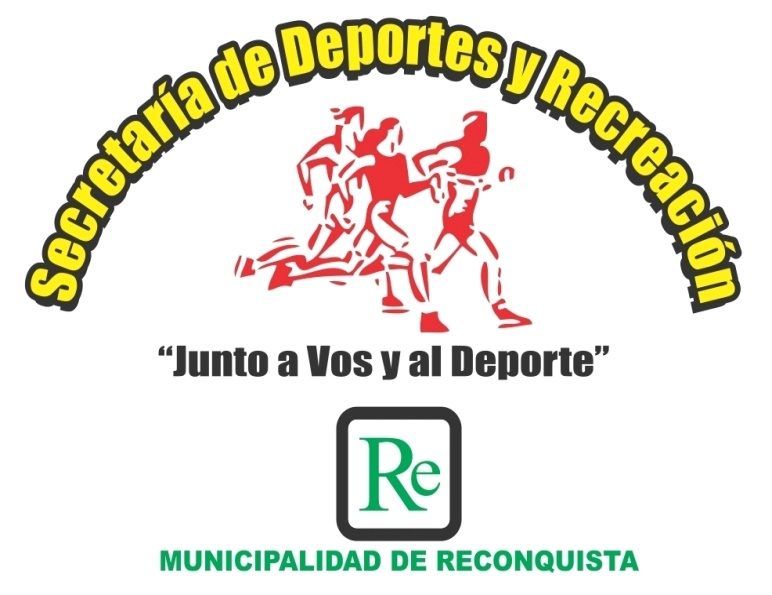 Secretaría de Deportes y Recreación
“Junto a Vos y al Deporte”
Re
MUNICIPALIDAD DE RECONQUISTA